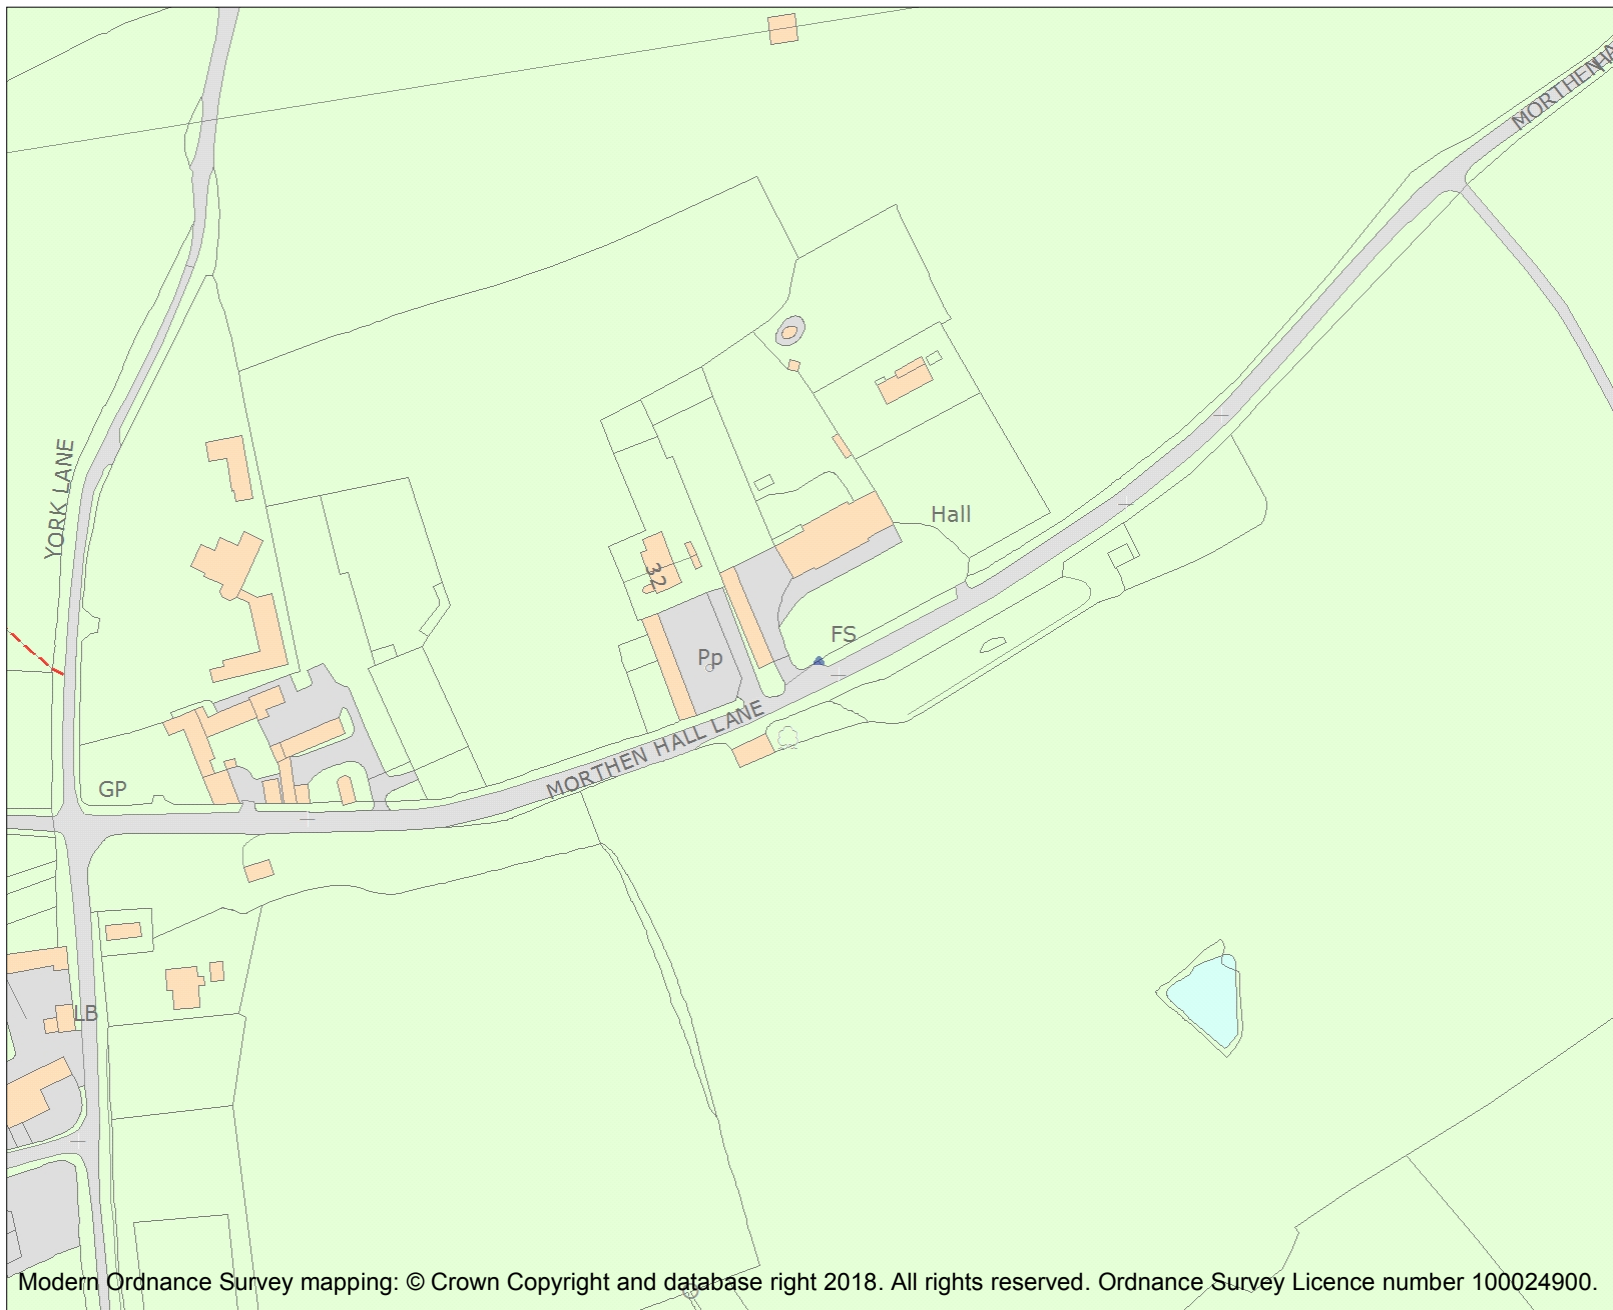 MORTHEN
YORK LANE
Hall
32
FS
Pp
MORTHEN HALL LANE
GP
LB
Modern Ordnance Survey mapping: © Crown Copyright and database right 2018. All rights reserved. Ordnance Survey Licence number 100024900.